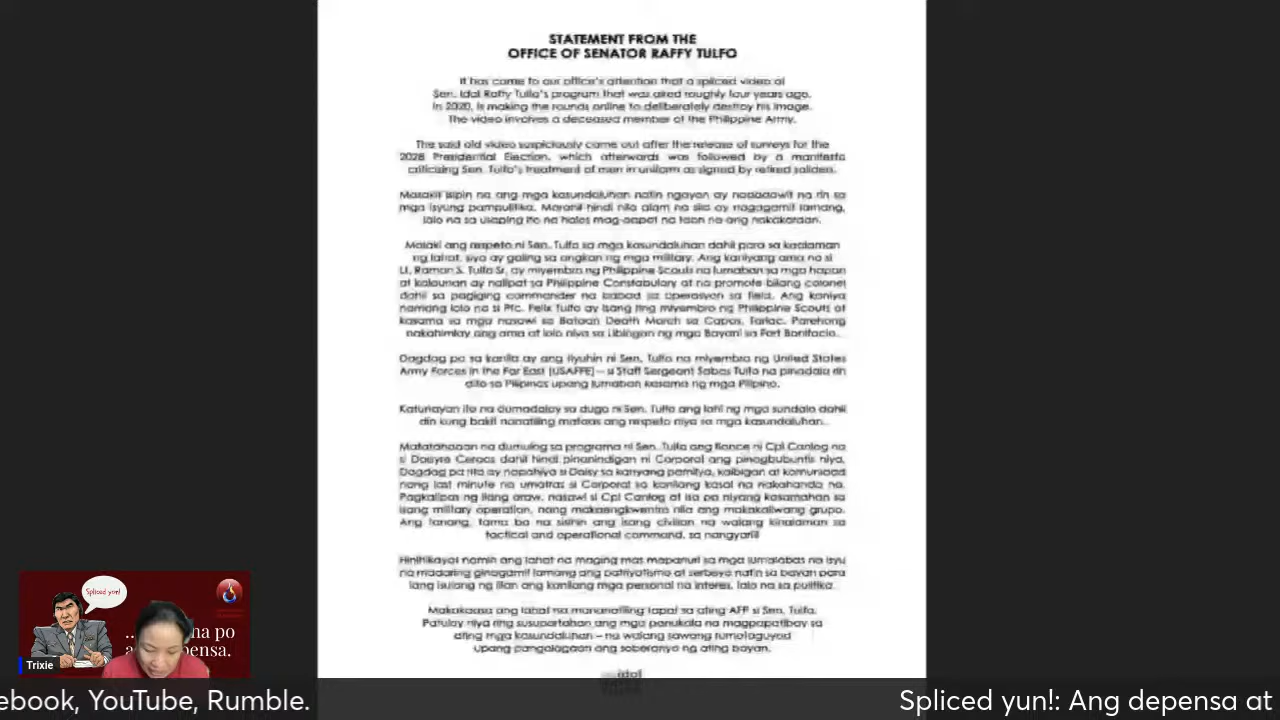 STATEMENT FROM THE
OFFICE OF SENATOR RAFFY TULFO
It has come to our office's attention that a spliced video of
Sen. Idol Raffy Tulfo's program that was aired roughly four years ago,
in 2020, is making the rounds online to deliberately destroy his image.
The video involves a deceased member of the Philippine Army.
The said old video suspiciously came out after the release of surveys for the
2028 Presidential Election, which afterwards was followed by a manifesto
criticizing Sen. Tulfo's treatment of men in uniform as signed by retired soldiers.
Masakit isipin na ang mga kasundaluhan natin ngayon ay nadadawit na rin sa
mga isyung pampulitika. Marahil hindi nila alam na sila ay nagagamit lamang,
lalo na sa usaping ito na halos mag-aapat na taon na ang nakakaraan.
Malaki ang respeto ni Sen. Tulfo sa mga kasundaluhan dahil para sa kaalaman
ng lahat, siya ay galing sa angkan ng mga military. Ang kaniyang ama na si
Lt. Ramon S. Tulfo Sr. ay miyembro ng Philippine Scouts na lumaban sa mga hapon
at kalaunan ay nalipat sa Philippine Constabulary at na promote bilang colonel
dahil sa pagiging commander na babad sa operasyon sa field. Ang kaniya
namang lolo na si Pfc. Felix Tulfo ay isang ring miyembro ng Philippine Scouts at
kasama sa mga nasawi sa Bataan Death March sa Capas, Tarlac. Parehong
nakahimlay ang ama at lolo niya sa Libingan ng mga Bayani sa Fort Bonifacio.
Dagdag pa sa kanila ay ang tiyuhin ni Sen. Tulfo na miyembro ng United States
Army Forces in the Far East (USAFFE) – si Staff Sergeant Sabas Tulfo na pinadala rin
dito sa Pilipinas upang lumaban kasama ng mga Pilipino.
Katunayan ito na dumadaloy sa dugo ni Sen. Tulfo ang lahi ng mga sundalo dahil
din kung bakit nanatiling mataas ang respeto niya sa mga kasundaluhan.
Matatandaan na dumulog sa programa ni Sen. Tulfo ang fiance ni Cpl Canlog na
si Daisyre dahil hindi pinanindigan ni Corporal ang pinagbubuntis niya.
Dagdag pa rito ay napahiya si Daisy sa kanyang pamilya, kaibigan at komunidad
nang last minute na umatras si Corporal sa kanilang kasal na nakahanda na.
Pagkalipas ng ilang araw, nasawi si Cpl Canlog at isa pa niyang kasamahan sa
isang military operation, nang makaengkwentro nila ang makakaliwang grupo.
Ang tanong, tama ba na sisihin ang isang civilian na walang kinalaman sa
tactical and operational command, sa nangyari?
Hinihikayat namin ang lahat na maging mas mapanuri sa mga lumalabas na isyu
na madaling ginagamit lamang ang patriyotismo at serbisyo natin sa bayan para
lang isulong ng ilan ang kanilang mga personal na interes, lalo na sa pulitika.
Makakaasa ang lahat na mananatiling tapat sa ating AFP si Sen. Tulfo.
Patuloy niya ring susuportahan ang mga panukala na magpapatibay sa
ating mga kasundaluhan – na walang sawang tumataguyod
upang pangalagaan ang soberanya ng ating bayan.
idol
Spliced yun!
na po
depensa.
Trixie
ebook, YouTube, Rumble.
Spliced yun!: Ang depensa at